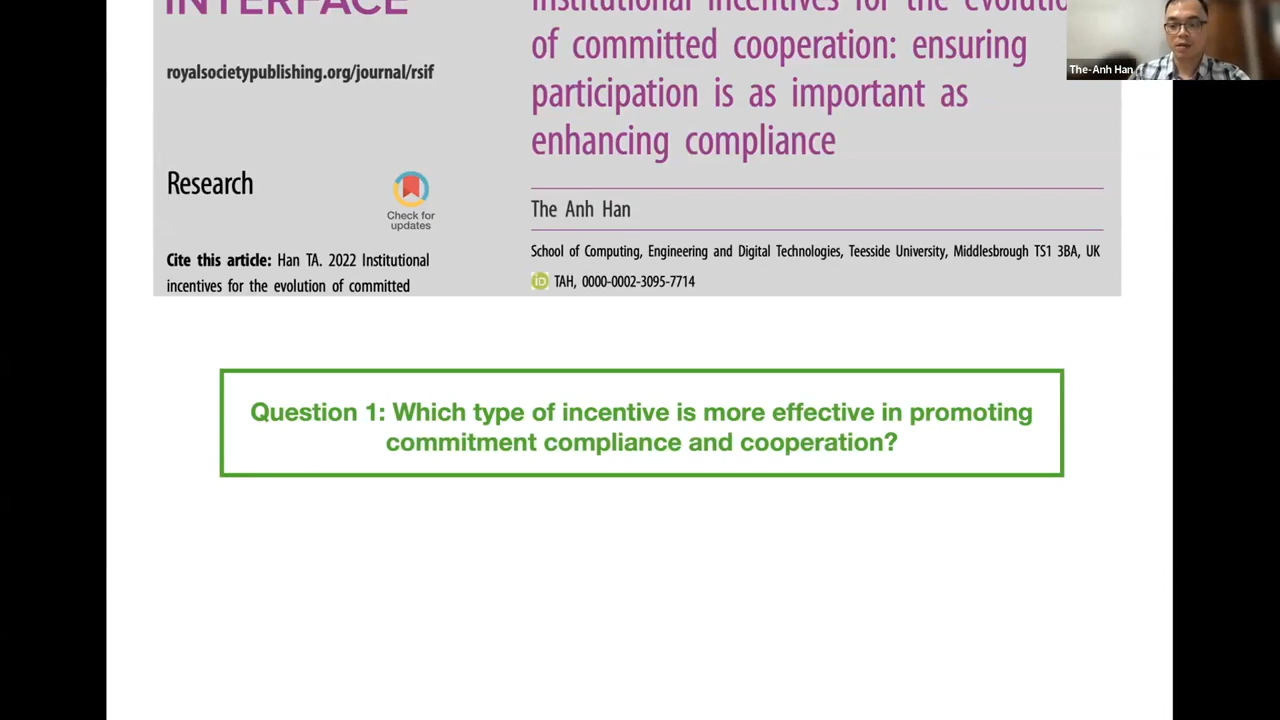 INTERFACE
Institutional incentives for the evolutio
royalsocietypublishing.org/journal/rsif
of committed cooperation: ensuring
participation is as important as
enhancing compliance
The-Anh Han
Research
Check for
updates
The Anh Han
School of Computing, Engineering and Digital Technologies, Teesside University, Middlesbrough TS1 3BA, UK
iD TAH, 0000-0002-3095-7714
Cite this article: Han TA. 2022 Institutional
incentives for the evolution of committed
Question 1: Which type of incentive is more effective in promoting
commitment compliance and cooperation?